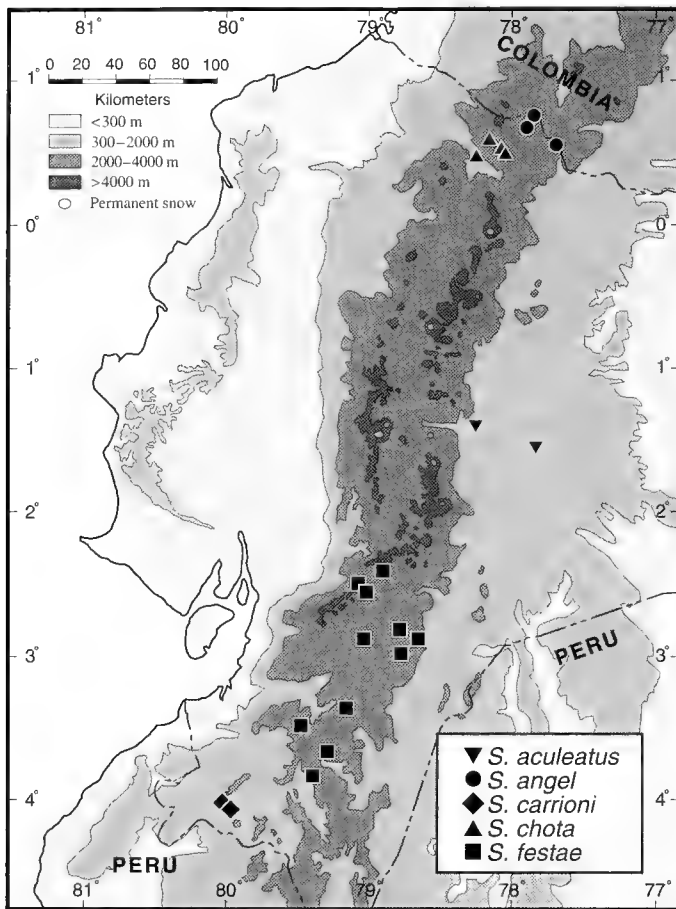 81° 80° 79° 78° 77°
1°
0 20 40 60 80 100
Kilometers
<300 m
300–2000 m
2000–4000 m
>4000 m
Permanent snow
COLOMBIA
1°
0° 0°
1° 1°
2° 2°
3° PERU 3°
4° 4°
PERU
S. aculeatus
S. angel
S. carrioni
S. chota
S. festae
81° 80° 79° 78° 77°